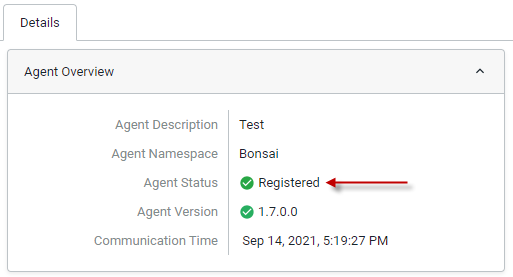 Details
Agent Overview
Agent Description Test
Agent Namespace Bonsai
Agent Status Registered
Agent Version 1.7.0.0
Communication Time Sep 14, 2021, 5:19:27 PM